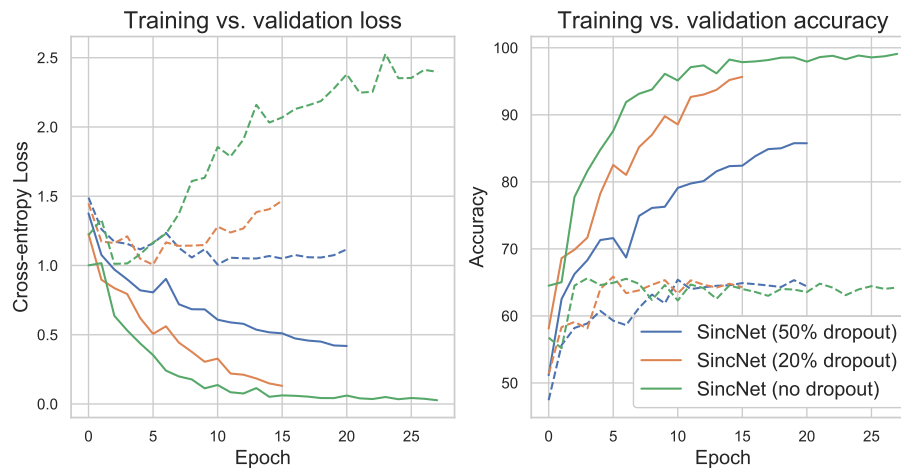 Training vs. validation loss
Cross-entropy Loss
2.5
2.0
1.5
1.0
0.5
0.0
0 5 10 15 20 25
Epoch
Training vs. validation accuracy
Accuracy
100
90
80
70
60
50
SincNet (50% dropout)
SincNet (20% dropout)
SincNet (no dropout)
0 5 10 15 20 25
Epoch